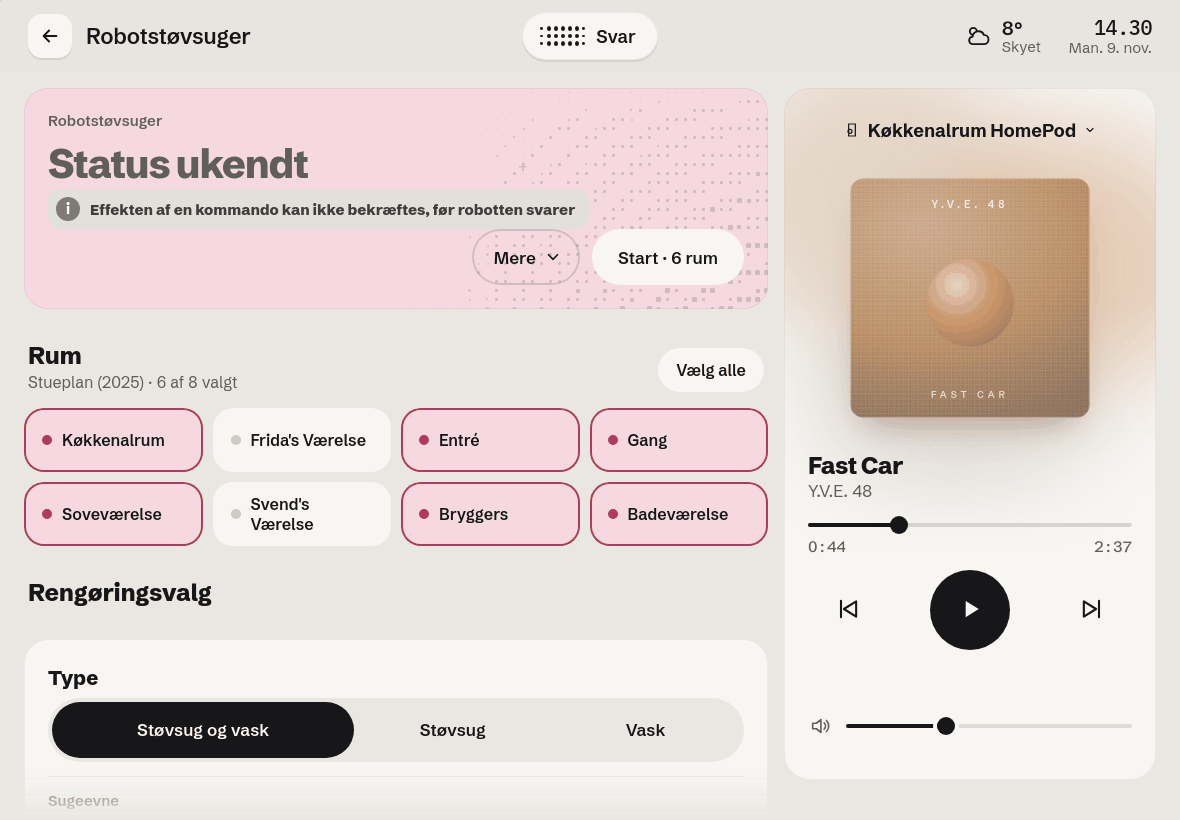 Robotstøvsuger
Svar
8°
Skyet
14.30
Man. 9. nov.
Robotstøvsuger
Status ukendt
Effekten af en kommando kan ikke bekræftes, før robotten svarer
Mere
Start · 6 rum
Rum
Stueplan (2025) · 6 af 8 valgt
Vælg alle
Køkkenalrum
Frida's Værelse
Entré
Gang
Soveværelse
Svend's
Værelse
Bryggers
Badeværelse
Rengøringsvalg
Type
Støvsug og vask
Støvsug
Vask
Sugeevne
Køkkenalrum HomePod
Y.V.E. 48
FAST CAR
Fast Car
Y.V.E. 48
0:44
2:37